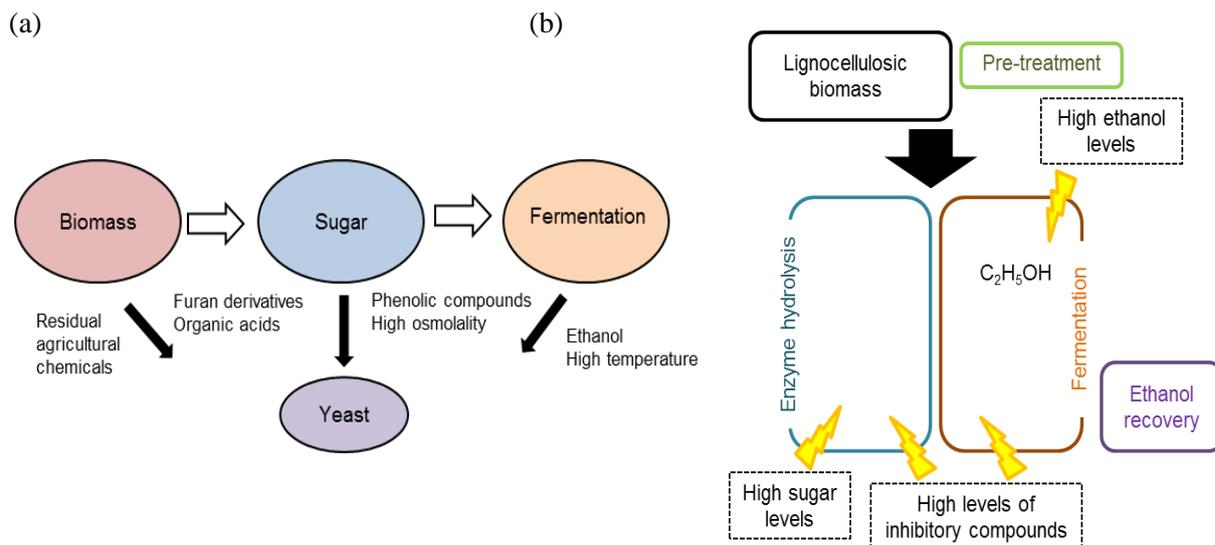 (a)
Biomass
Sugar
Fermentation
Residual
agricultural
chemicals
Furan derivatives
Organic acids
Phenolic compounds
High osmolality
Ethanol
High temperature
Yeast
(b)
Lignocellulosic
biomass
Pre-treatment
High ethanol
levels
Enzyme hydrolysis
C₂H₅OH
Fermentation
Ethanol
recovery
High sugar
levels
High levels of
inhibitory compounds